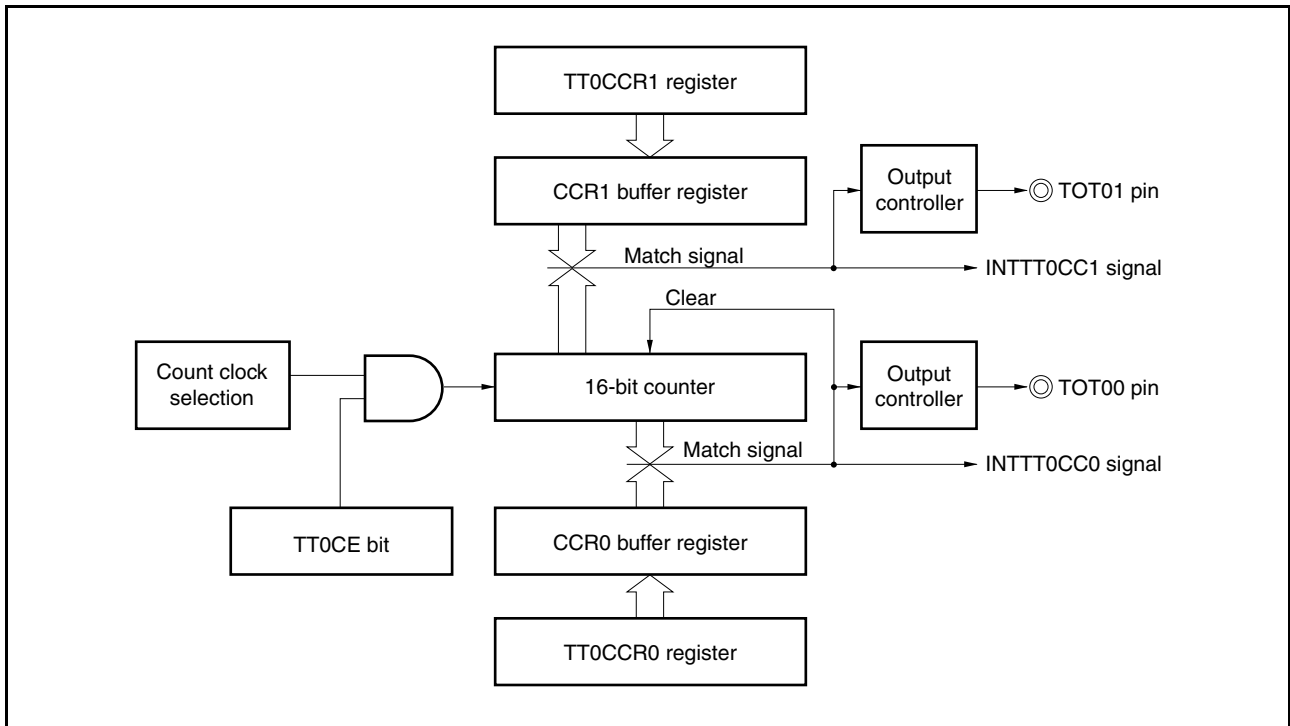 TT0CCR1 register
CCR1 buffer register
Output
controller
TOT01 pin
Match signal
INTTT0CC1 signal
Clear
Count clock
selection
16-bit counter
Output
controller
TOT00 pin
Match signal
INTTT0CC0 signal
TT0CE bit
CCR0 buffer register
TT0CCR0 register